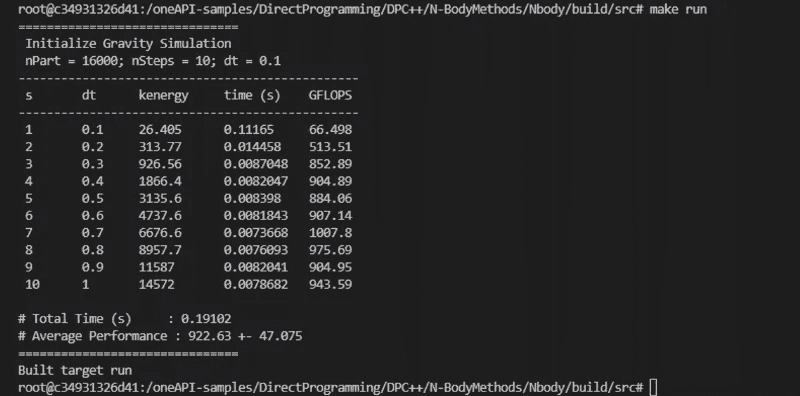 root@c34931326d41:/oneAPI-samples/DirectProgramming/DPC++/N-BodyMethods/Nbody/build/src# make run
===============================
Initialize Gravity Simulation
nPart = 16000; nSteps = 10; dt = 0.1
------------------------------------------------
s dt kenergy time (s) GFLOPS
------------------------------------------------
1 0.1 26.405 0.11165 66.498
2 0.2 313.77 0.014458 513.51
3 0.3 926.56 0.0087048 852.89
4 0.4 1866.4 0.0082047 904.89
5 0.5 3135.6 0.008398 884.06
6 0.6 4737.6 0.0081843 907.14
7 0.7 6676.6 0.0073668 1007.8
8 0.8 8957.7 0.0076093 975.69
9 0.9 11587 0.0082041 904.95
10 1 14572 0.0078682 943.59
# Total Time (s) : 0.19102
# Average Performance : 922.63 +- 47.075
===============================
Built target run
root@c34931326d41:/oneAPI-samples/DirectProgramming/DPC++/N-BodyMethods/Nbody/build/src#